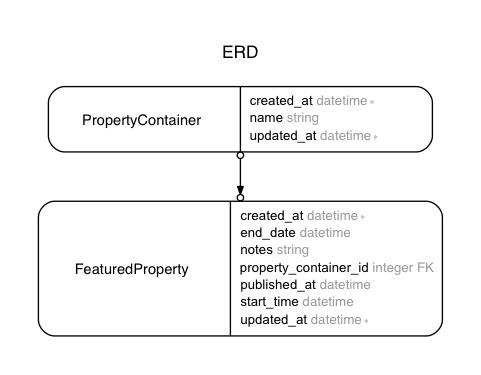 ERD
PropertyContainer
created_at datetime *
name string
updated_at datetime *
FeaturedProperty
created_at datetime *
end_date datetime
notes string
property_container_id integer FK
published_at datetime
start_time datetime
updated_at datetime *